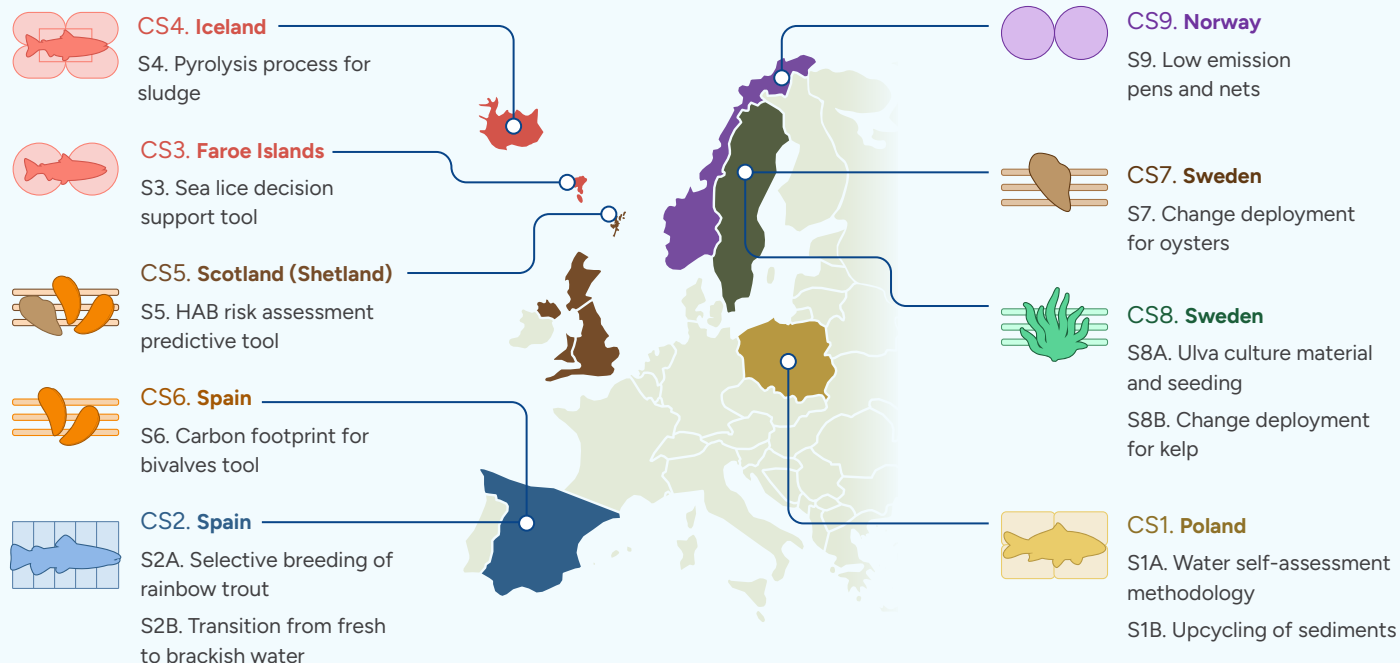 CS4. Iceland
S4. Pyrolysis process for
sludge
CS3. Faroe Islands
S3. Sea lice decision
support tool
CS5. Scotland (Shetland)
S5. HAB risk assessment
predictive tool
CS6. Spain
S6. Carbon footprint for
bivalves tool
CS2. Spain
S2A. Selective breeding of
rainbow trout
S2B. Transition from fresh
to brackish water
CS9. Norway
S9. Low emission
pens and nets
CS7. Sweden
S7. Change deployment
for oysters
CS8. Sweden
S8A. Ulva culture material
and seeding
S8B. Change deployment
for kelp
CS1. Poland
S1A. Water self-assessment
methodology
S1B. Upcycling of sediments